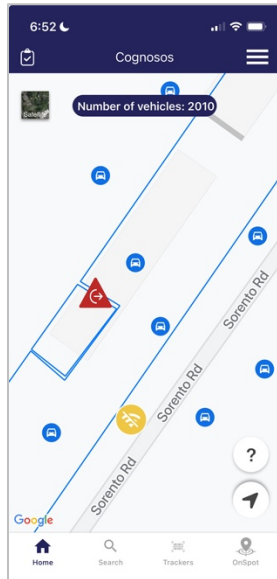 6:52
Cognosos
Satellite
Number of vehicles: 2010
Sorento Rd
Sorento Rd
Sorento Rd
?
Google
Home
Search
Trackers
OnSpot